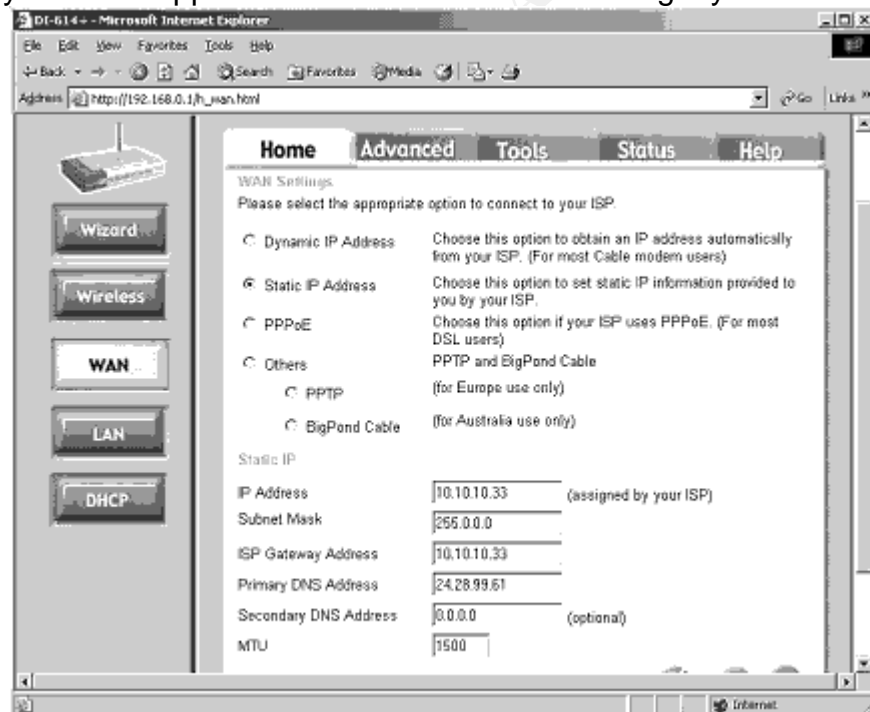 DI-614+ - Microsoft Internet Explorer
File Edit View Favorites Tools Help
Back Search Favorites Media
Address http://192.168.0.1/h_wan.html Go Links »
Home Advanced Tools Status Help
WAN Settings
Please select the appropriate option to connect to your ISP.
Wizard
Wireless
WAN
LAN
DHCP
Dynamic IP Address Choose this option to obtain an IP address automatically
from your ISP. (For most Cable modem users)
Static IP Address Choose this option to set static IP information provided to
you by your ISP.
PPPoE Choose this option if your ISP uses PPPoE. (For most
DSL users)
Others PPTP and BigPond Cable
PPTP (for Europe use only)
BigPond Cable (for Australia use only)
Static IP
IP Address 10.10.10.33 (assigned by your ISP)
Subnet Mask 255.0.0.0
ISP Gateway Address 10.10.10.33
Primary DNS Address 24.28.99.61
Secondary DNS Address 0.0.0.0 (optional)
MTU 1500
Internet